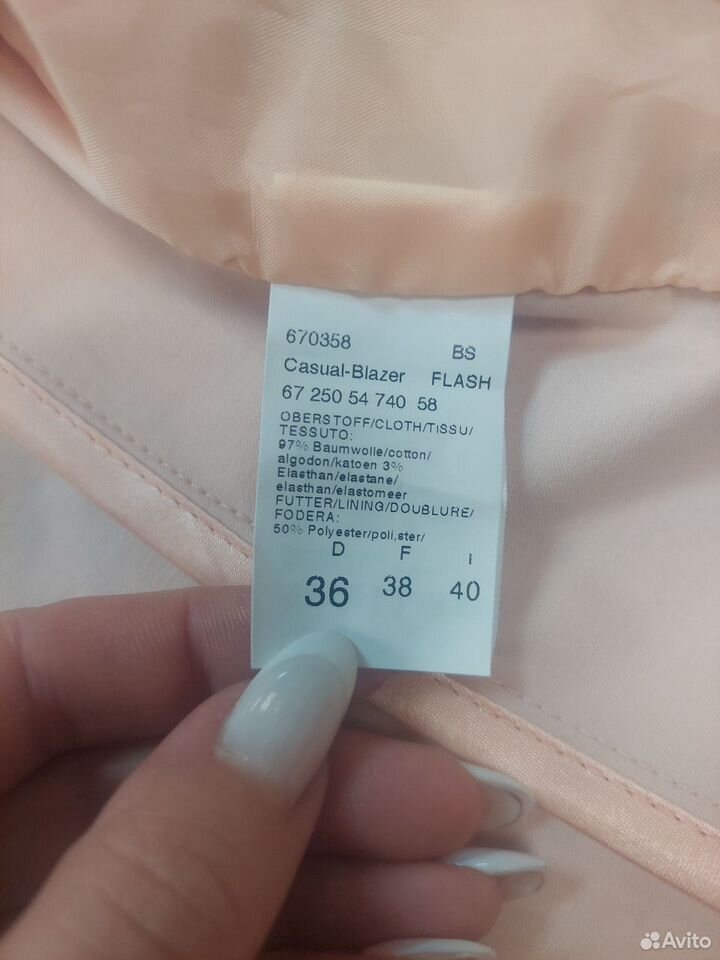 670358 BS
Casual-Blazer FLASH
67 250 54 740 58
OBERSTOFF/CLOTH/TISSU/
TESSUTO:
97% Baumwolle/cotton/
algodon/katoen 3%
Elasthan/elastane/
elasthan/elastomeer
FUTTER/LINING/DOUBLURE/
FODERA:
50% Polyester/poli.ster/
D F I
36 38 40
Avito